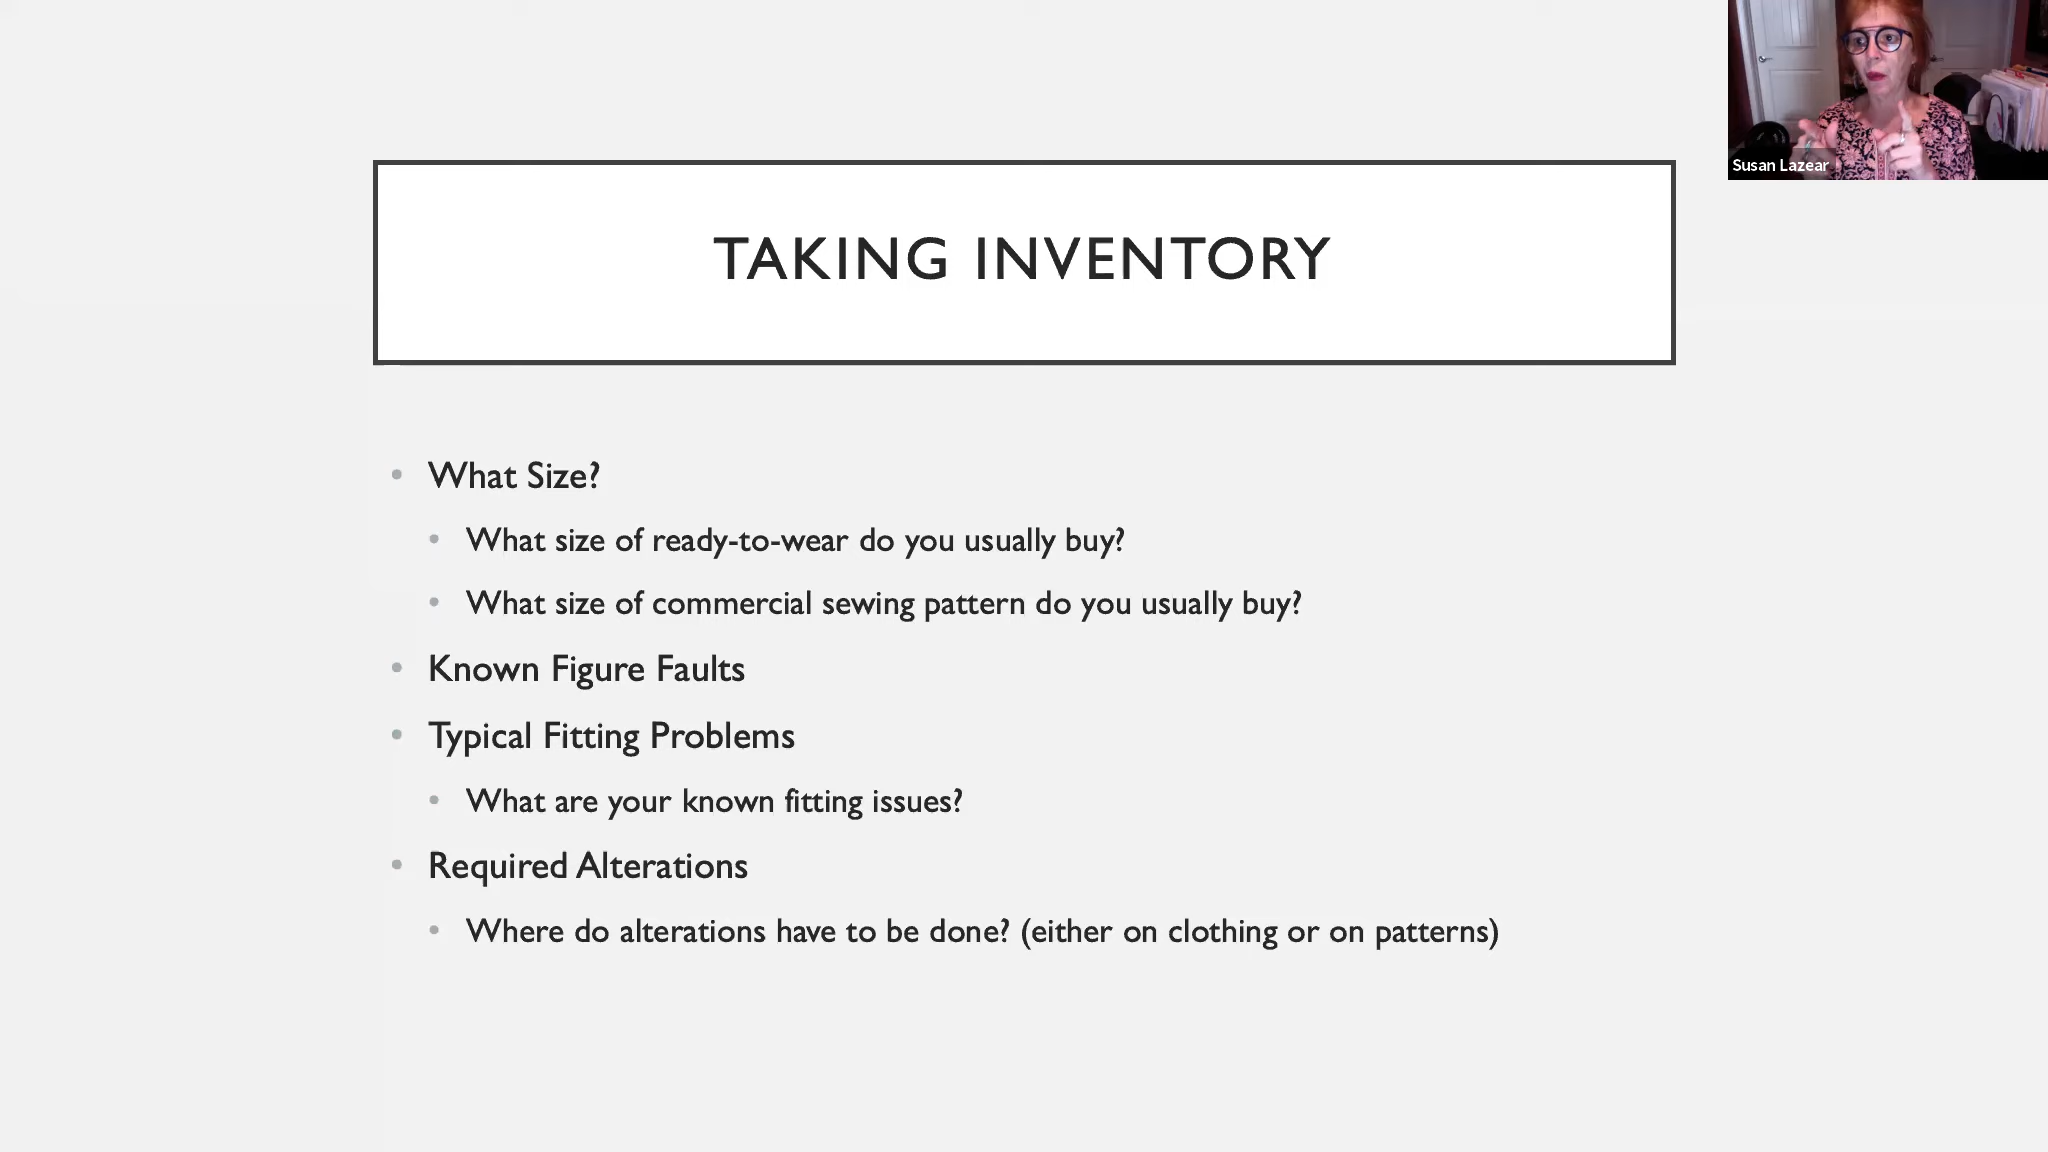 TAKING INVENTORY
Susan Lazear
• What Size?
• What size of ready-to-wear do you usually buy?
• What size of commercial sewing pattern do you usually buy?
• Known Figure Faults
• Typical Fitting Problems
• What are your known fitting issues?
• Required Alterations
• Where do alterations have to be done? (either on clothing or on patterns)